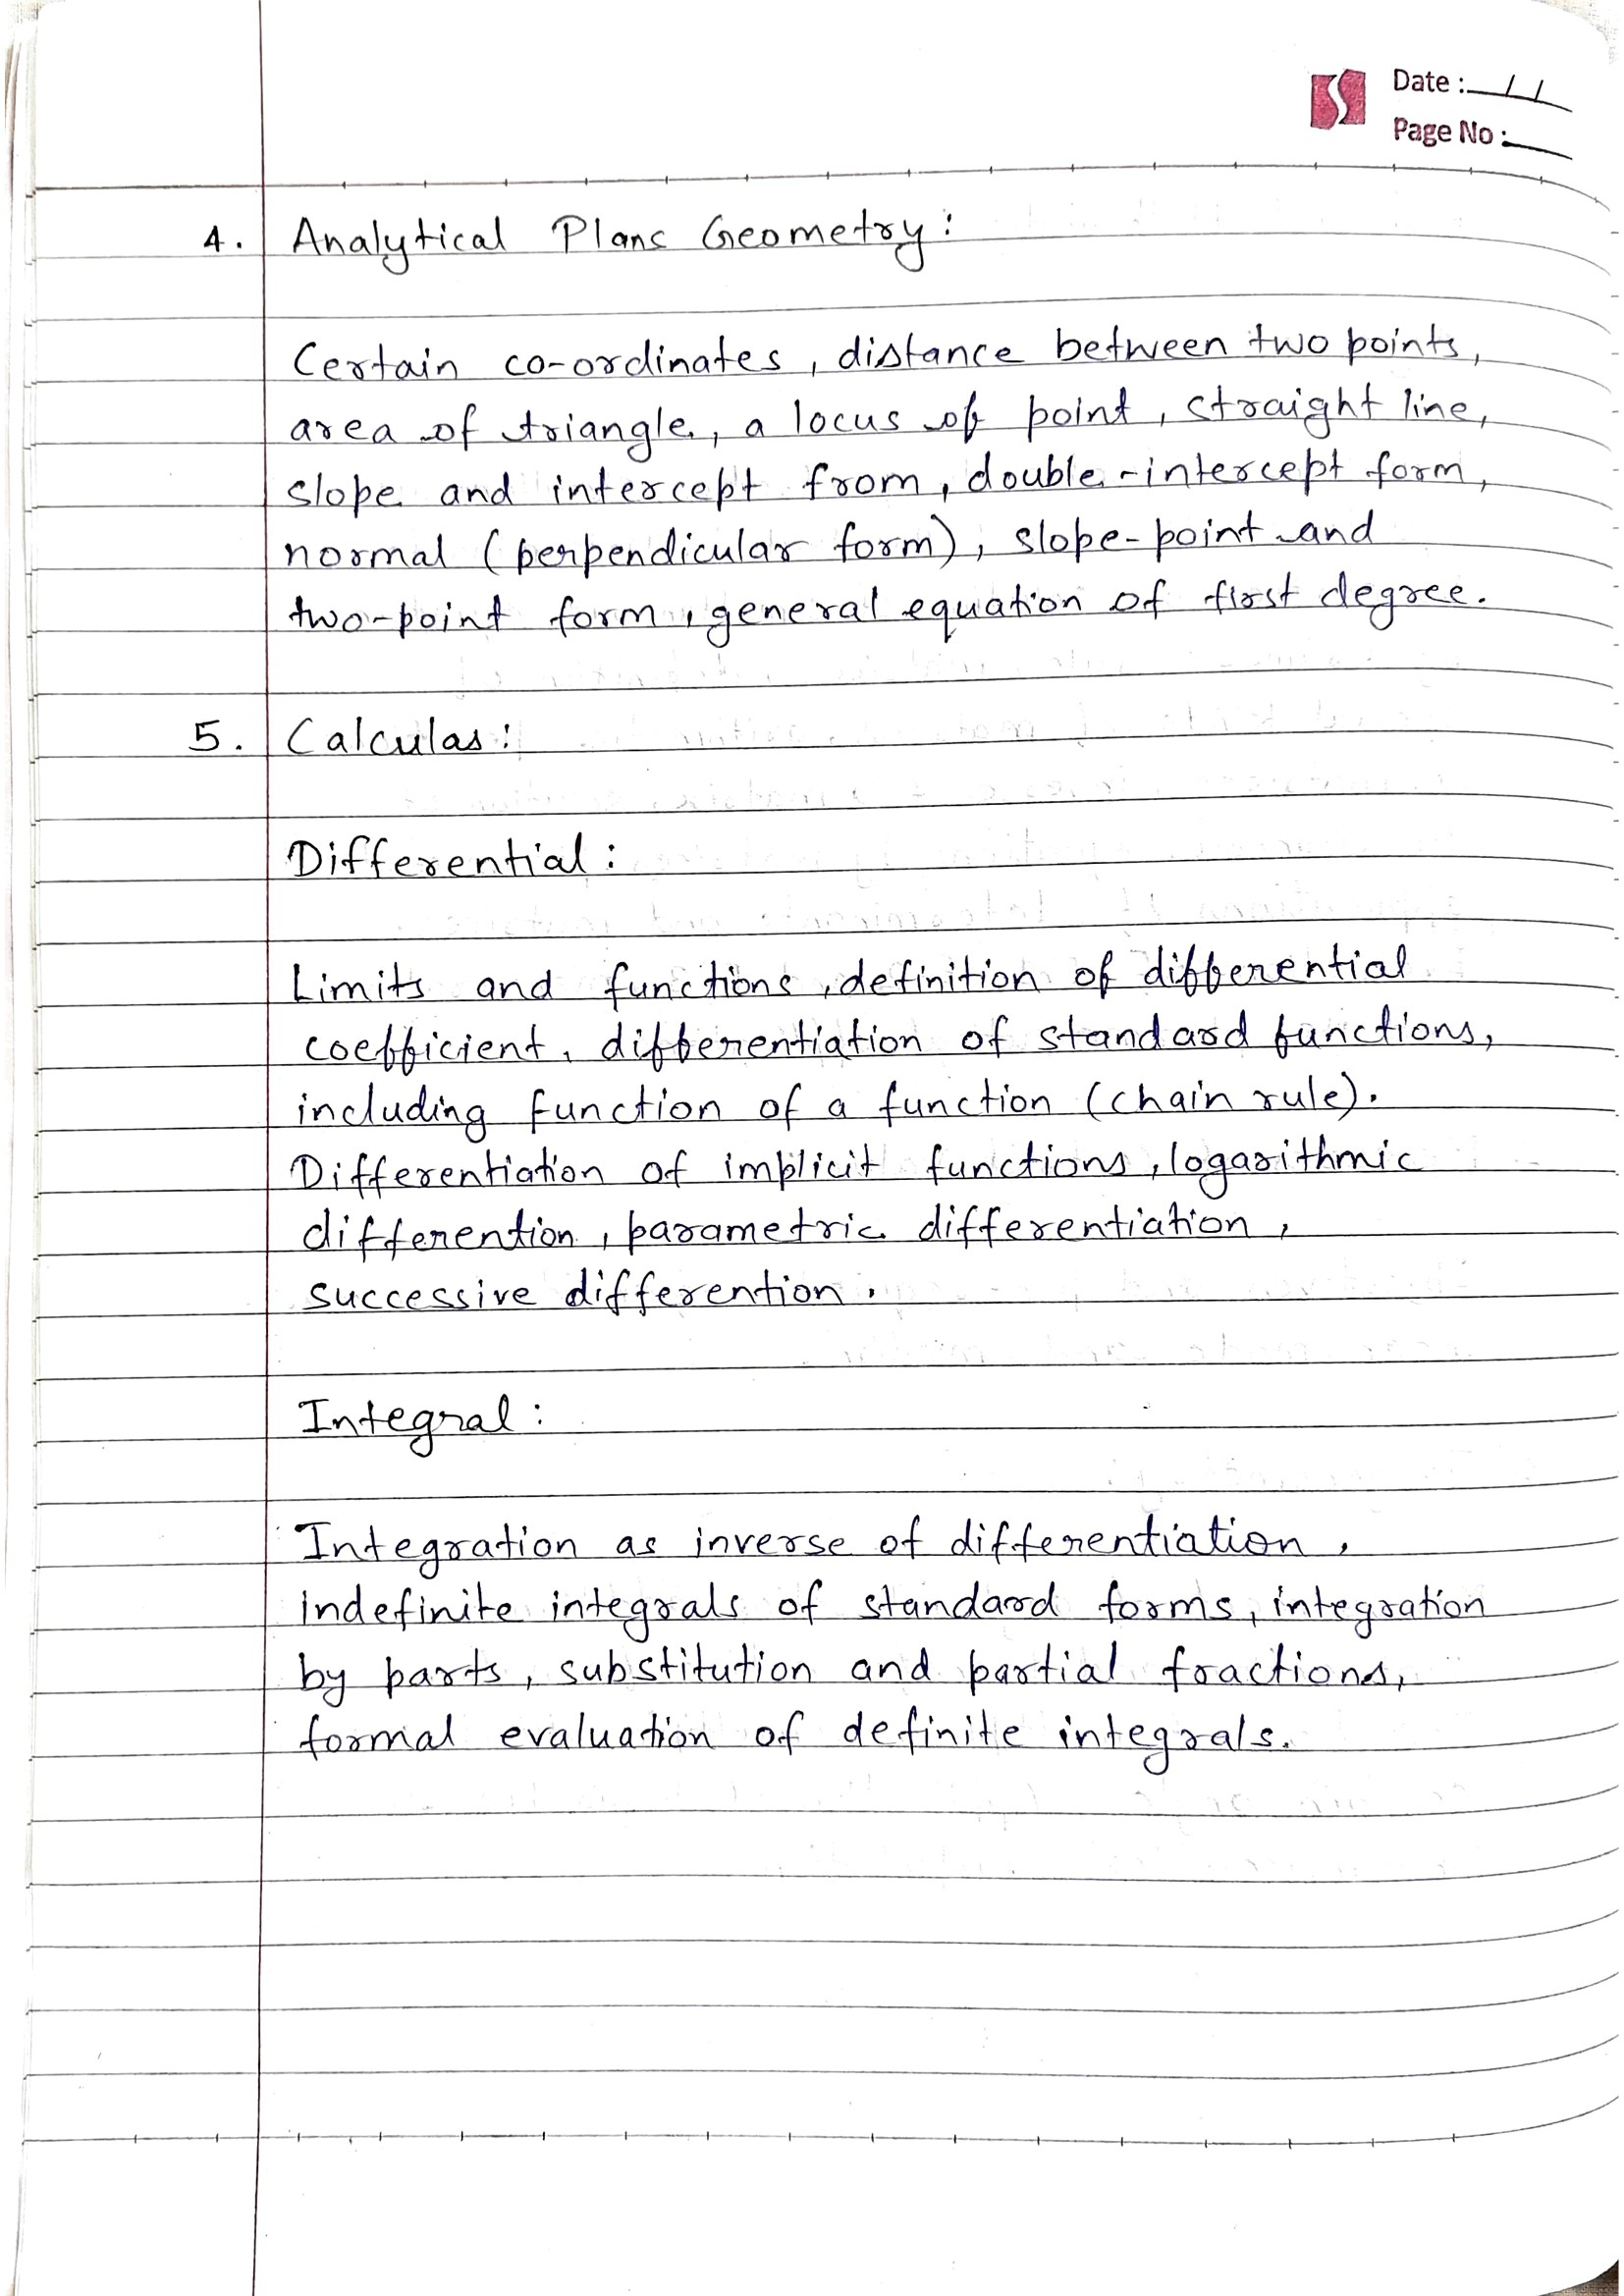 Date : / /
Page No :
4. Analytical Plans Geometry :
Certain co-ordinates, distance between two points,
area of triangle, a locus of point, straight line,
slope and intercept from, double-intercept form,
normal (perpendicular form), slope-point and
two-point form, general equation of first degree.
5. Calculas :
Differential :
Limits and functions, definition of differential
coefficient, differentiation of standard functions,
including function of a function (chain rule).
Differentiation of implicit functions, logarithmic
differention, parametric differentiation,
successive differention.
Integral :
Integration as inverse of differentiation,
indefinite integrals of standard forms, integration
by parts, substitution and partial fractions,
formal evaluation of definite integrals.